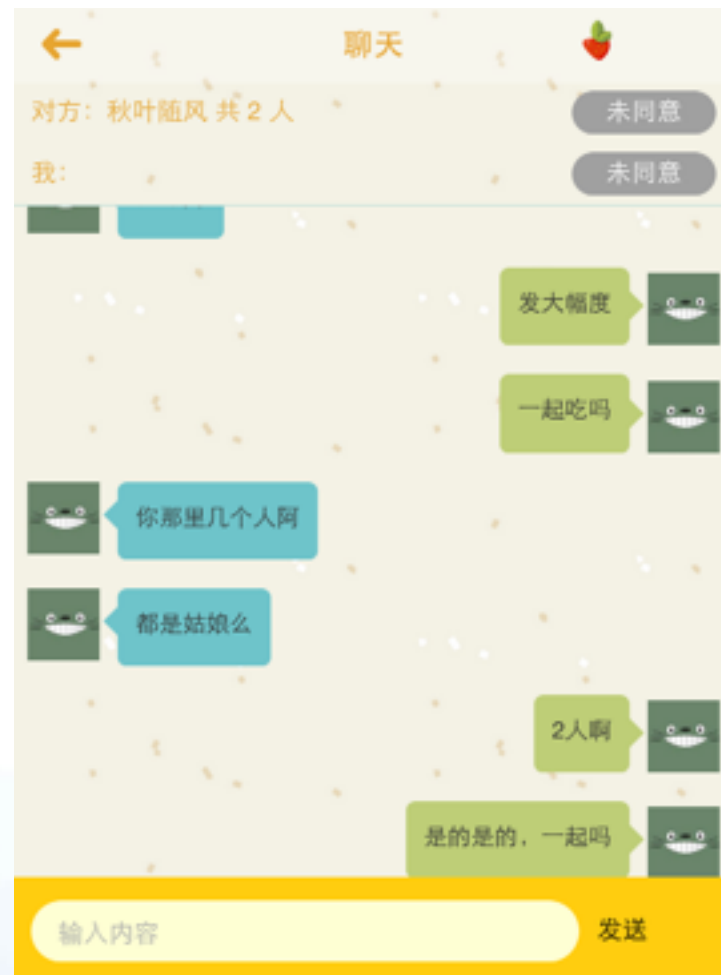 聊天
对方：秋叶随风 共 2 人
未同意
我：
未同意
发大幅度
一起吃吗
你那里几个人阿
都是姑娘么
2人啊
是的是的，一起吗
输入内容
发送